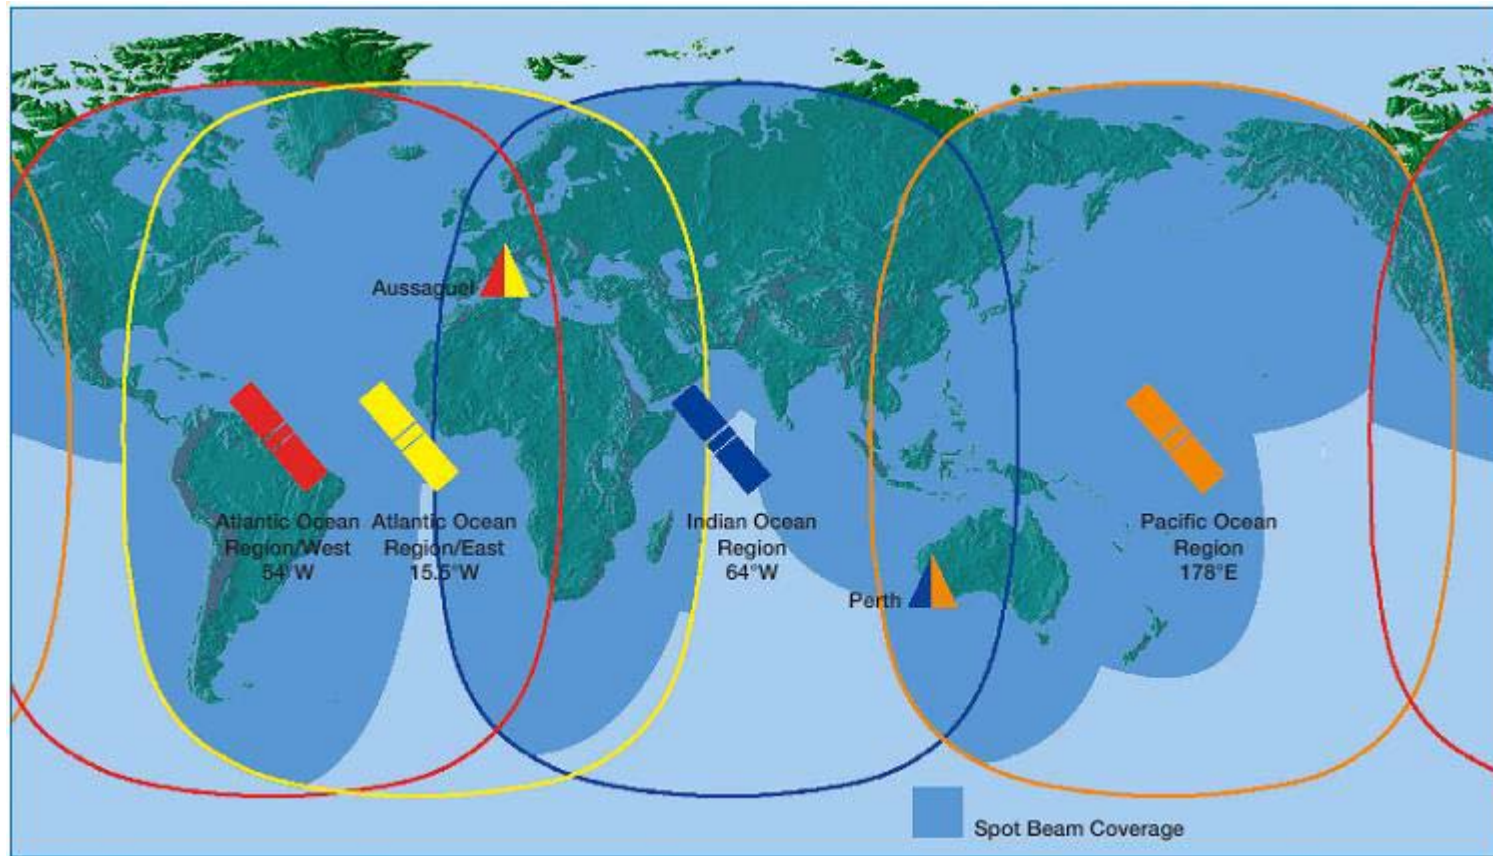 Aussaguel
Atlantic Ocean
Region/West
54°W
Atlantic Ocean
Region/East
15.5°W
Indian Ocean
Region
64°W
Pacific Ocean
Region
178°E
Perth
Spot Beam Coverage